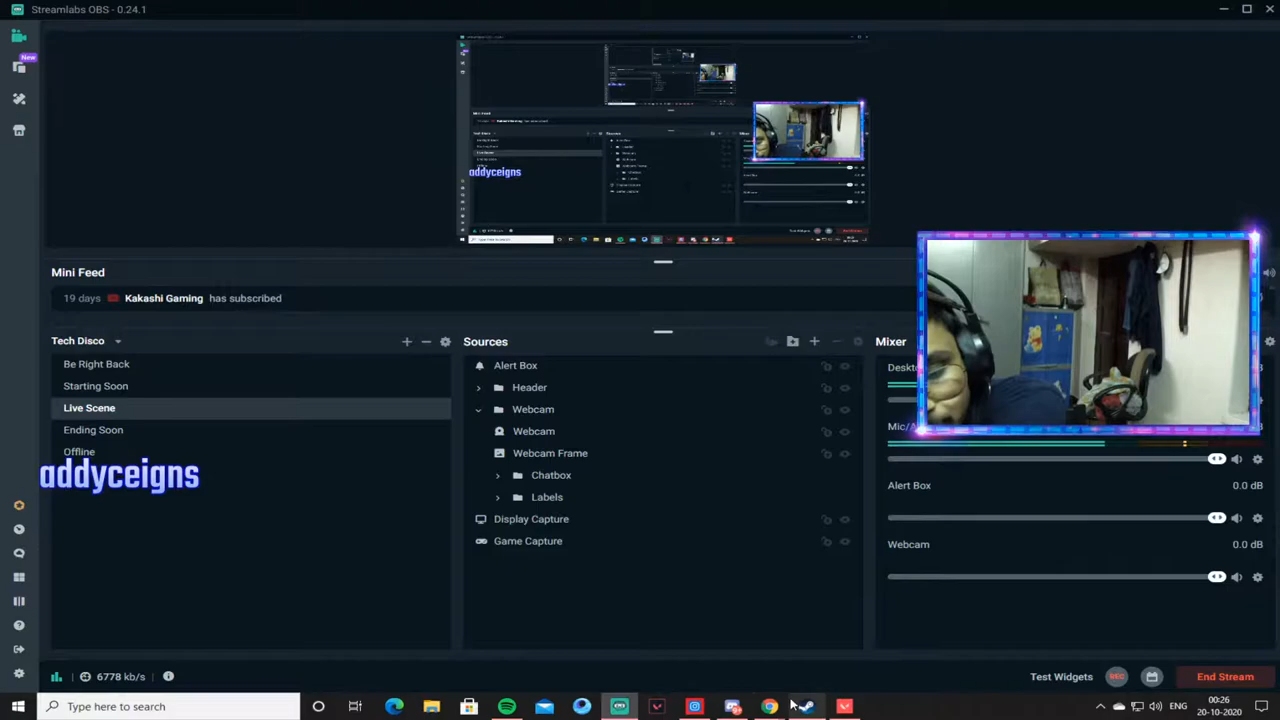 Streamlabs OBS - 0.24.1
New
addyceigns
Mini Feed
19 days Kakashi Gaming has subscribed
Tech Disco
Be Right Back
Starting Soon
Live Scene
Ending Soon
Offline
addyceigns
Sources
Alert Box
Header
Webcam
Webcam
Webcam Frame
Chatbox
Labels
Display Capture
Game Capture
Mixer
Alert Box 0.0 dB
Webcam 0.0 dB
6778 kb/s
Test Widgets
REC
End Stream
Type here to search
ENG
00:26
20-10-2020